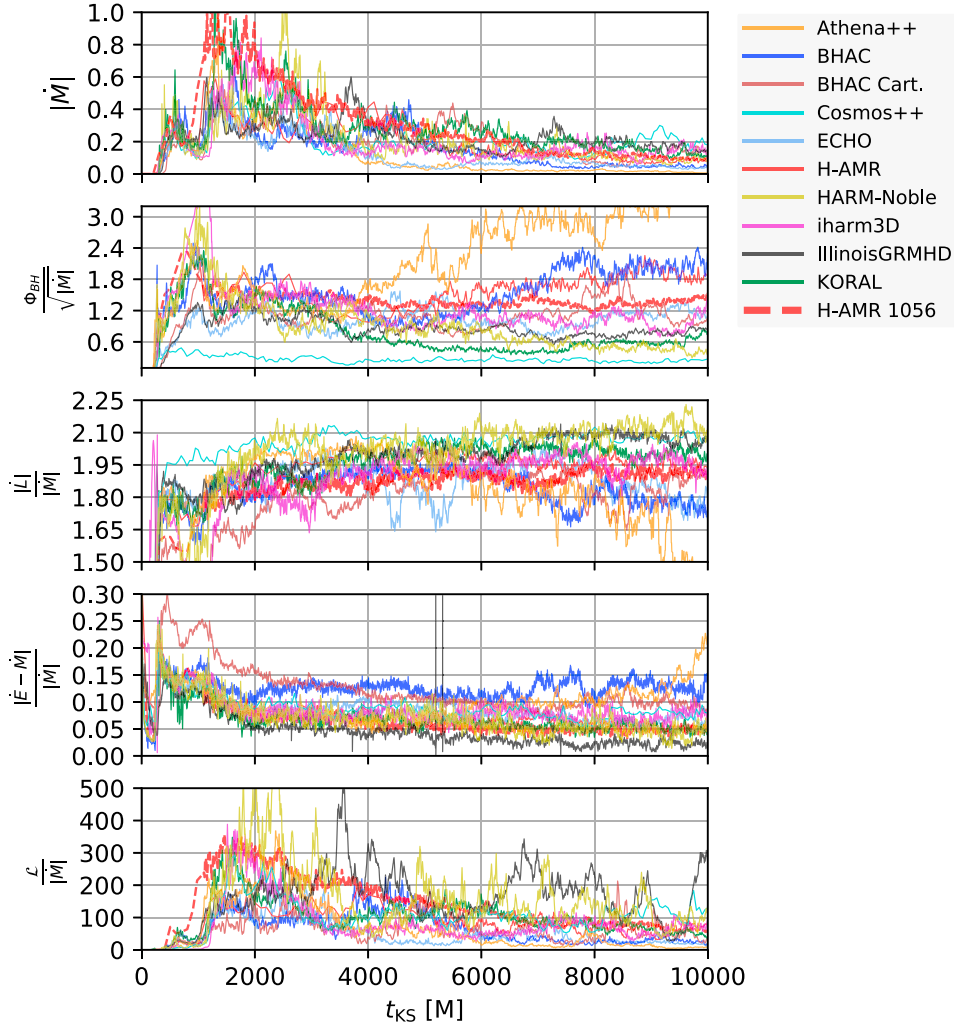 1.0
0.8
0.6
0.4
0.2
0.0
|Ṁ|
3.0
2.4
1.8
1.2
0.6
Φ_BH / √|Ṁ|
2.25
2.10
1.95
1.80
1.65
1.50
|L̇| / |Ṁ|
0.30
0.25
0.20
0.15
0.10
0.05
0.00
|Ė − Ṁ| / |Ṁ|
500
400
300
200
100
0
ℒ / |Ṁ|
0 2000 4000 6000 8000 10000
t_KS [M]
Athena++
BHAC
BHAC Cart.
Cosmos++
ECHO
H-AMR
HARM-Noble
iharm3D
IllinoisGRMHD
KORAL
H-AMR 1056